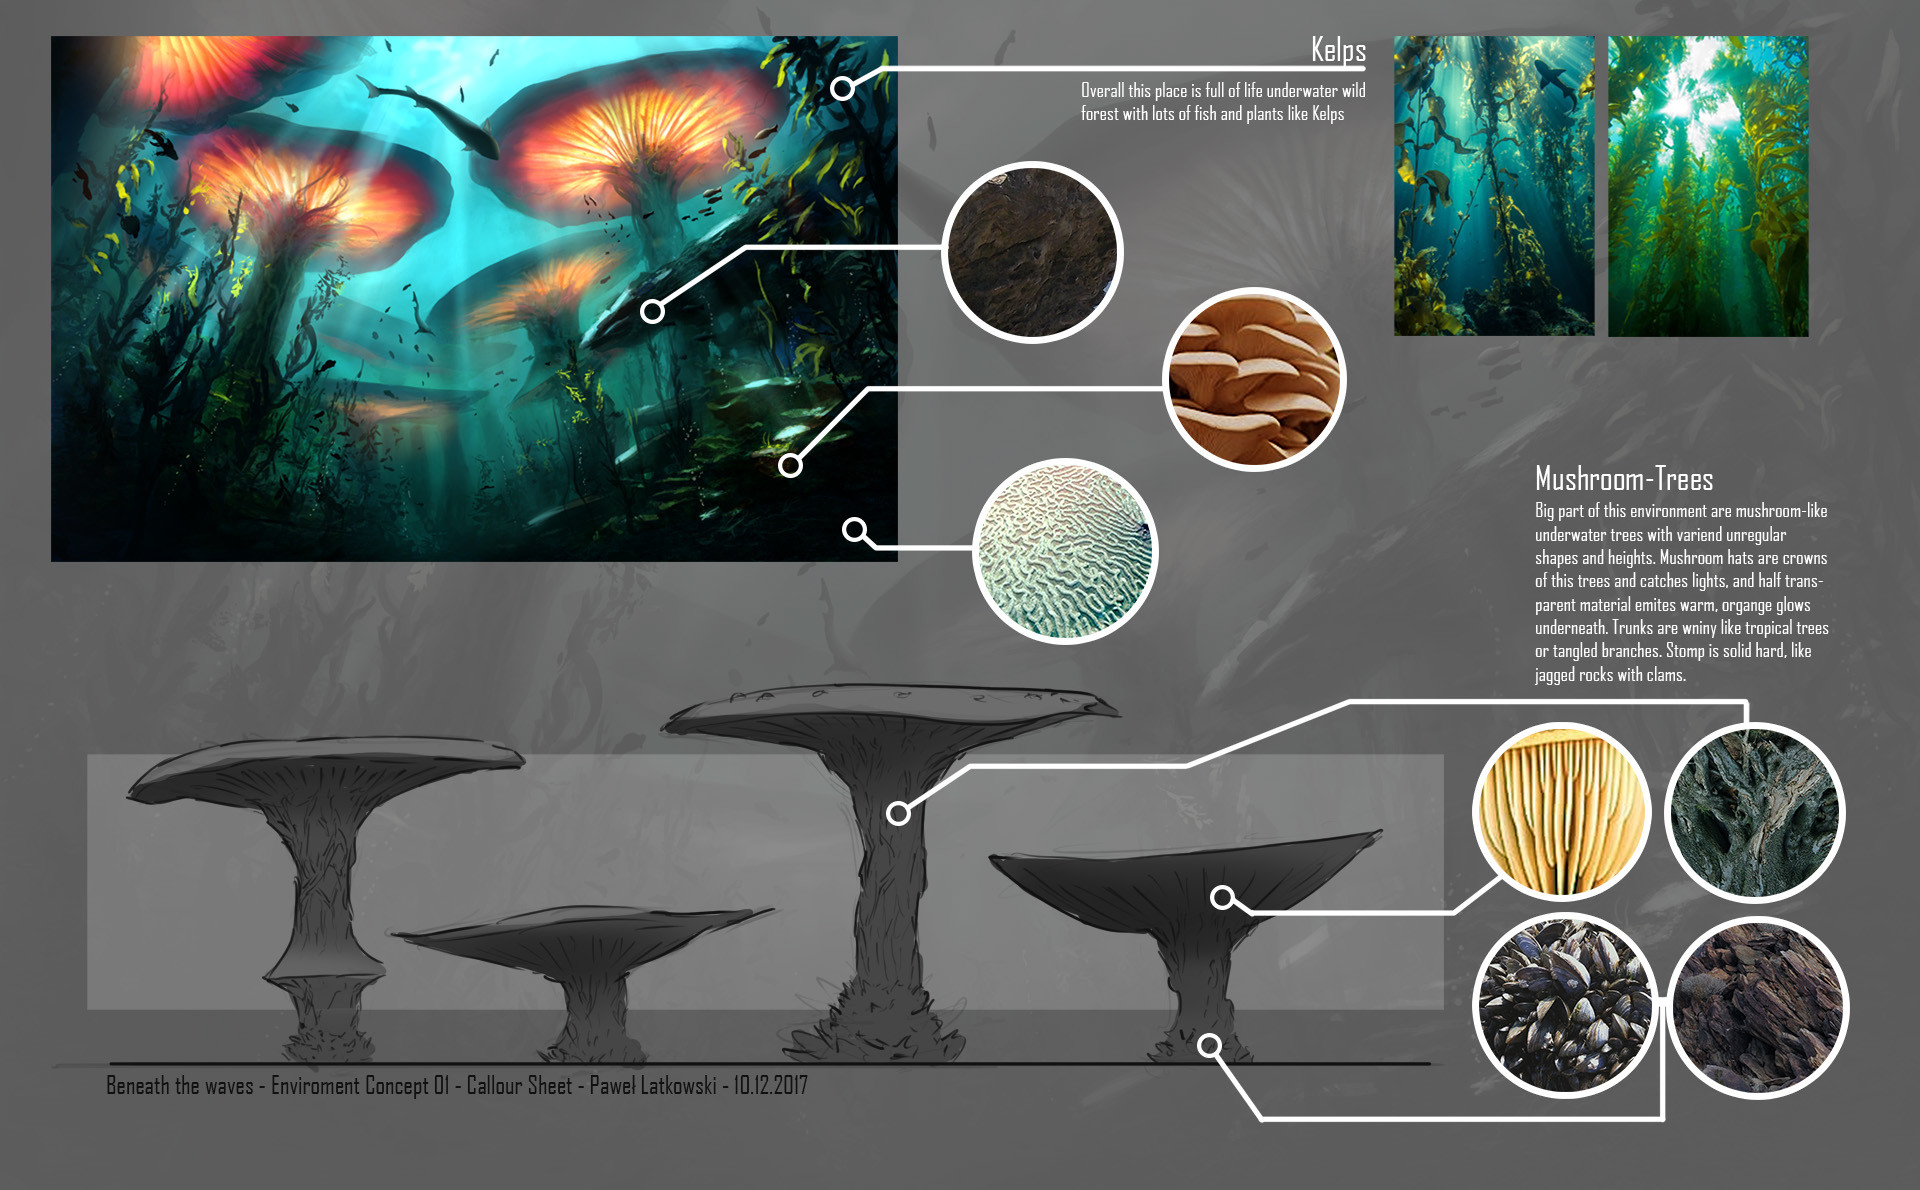 Kelps
Overall this place is full of life underwater wild
forest with lots of fish and plants like Kelps
Mushroom-Trees
Big part of this environment are mushroom-like
underwater trees with variend unregular
shapes and heights. Mushroom hats are crowns
of this trees and catches lights, and half trans-
parent material emites warm, organge glows
underneath. Trunks are wniny like tropical trees
or tangled branches. Stomp is solid hard, like
jagged rocks with clams.
Beneath the waves - Enviroment Concept 01 - Callour Sheet - Paweł Latkowski - 10.12.2017